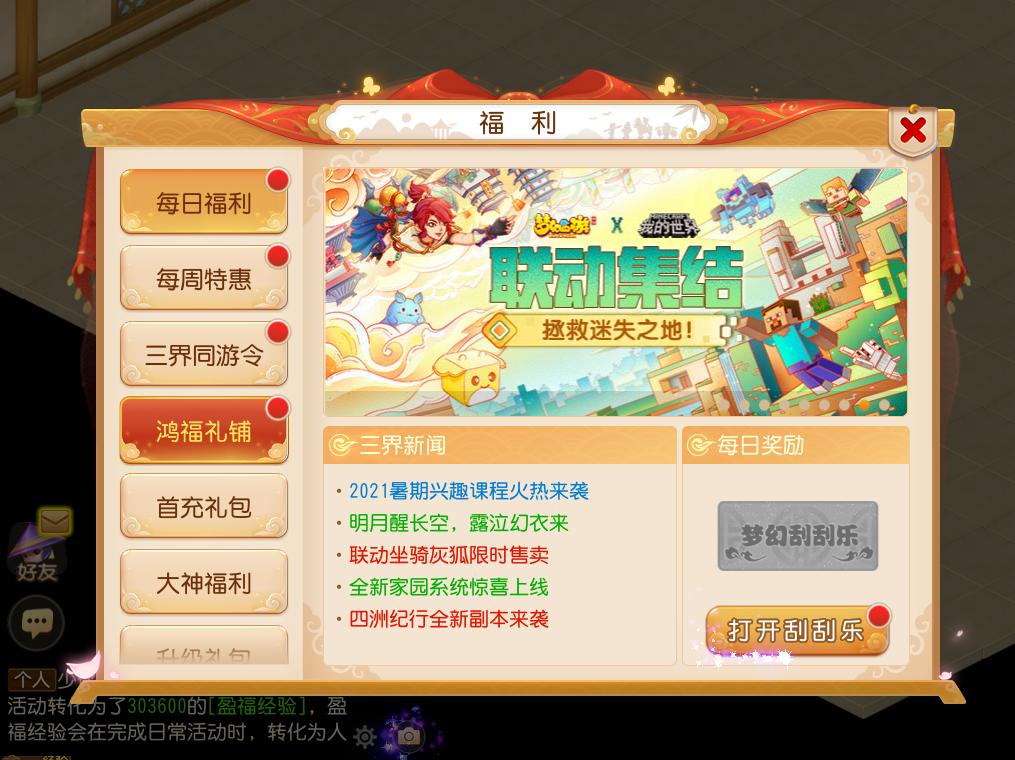 福 利
每日福利
每周特惠
三界同游令
鸿福礼铺
首充礼包
大神福利
升级礼包
梦幻西游 X MINECRAFT 我的世界
联动集结
拯救迷失之地！
三界新闻
·2021暑期兴趣课程火热来袭
·明月醒长空，露泣幻衣来
·联动坐骑灰狐限时售卖
·全新家园系统惊喜上线
·四洲纪行全新副本来袭
每日奖励
梦幻刮刮乐
打开刮刮乐
好友
个人 少
活动转化为了303600的[盈福经验]，盈
福经验会在完成日常活动时，转化为人
经验